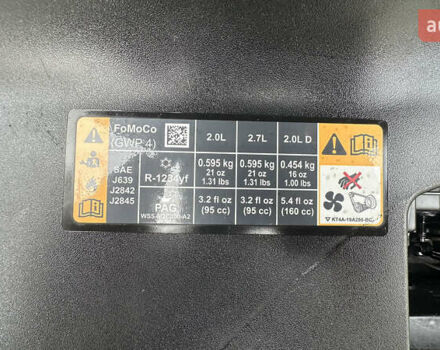 FoMoCo
(GWP 4)
2.0L
2.7L
2.0L D
SAE
J639
J2842
J2845
R-1234yf
0.595 kg
21 oz
1.31 lbs
0.595 kg
21 oz
1.31 lbs
0.454 kg
16 oz
1.00 lbs
PAG
3.2 fl oz
(95 cc)
3.2 fl oz
(95 cc)
5.4 fl oz
(160 cc)